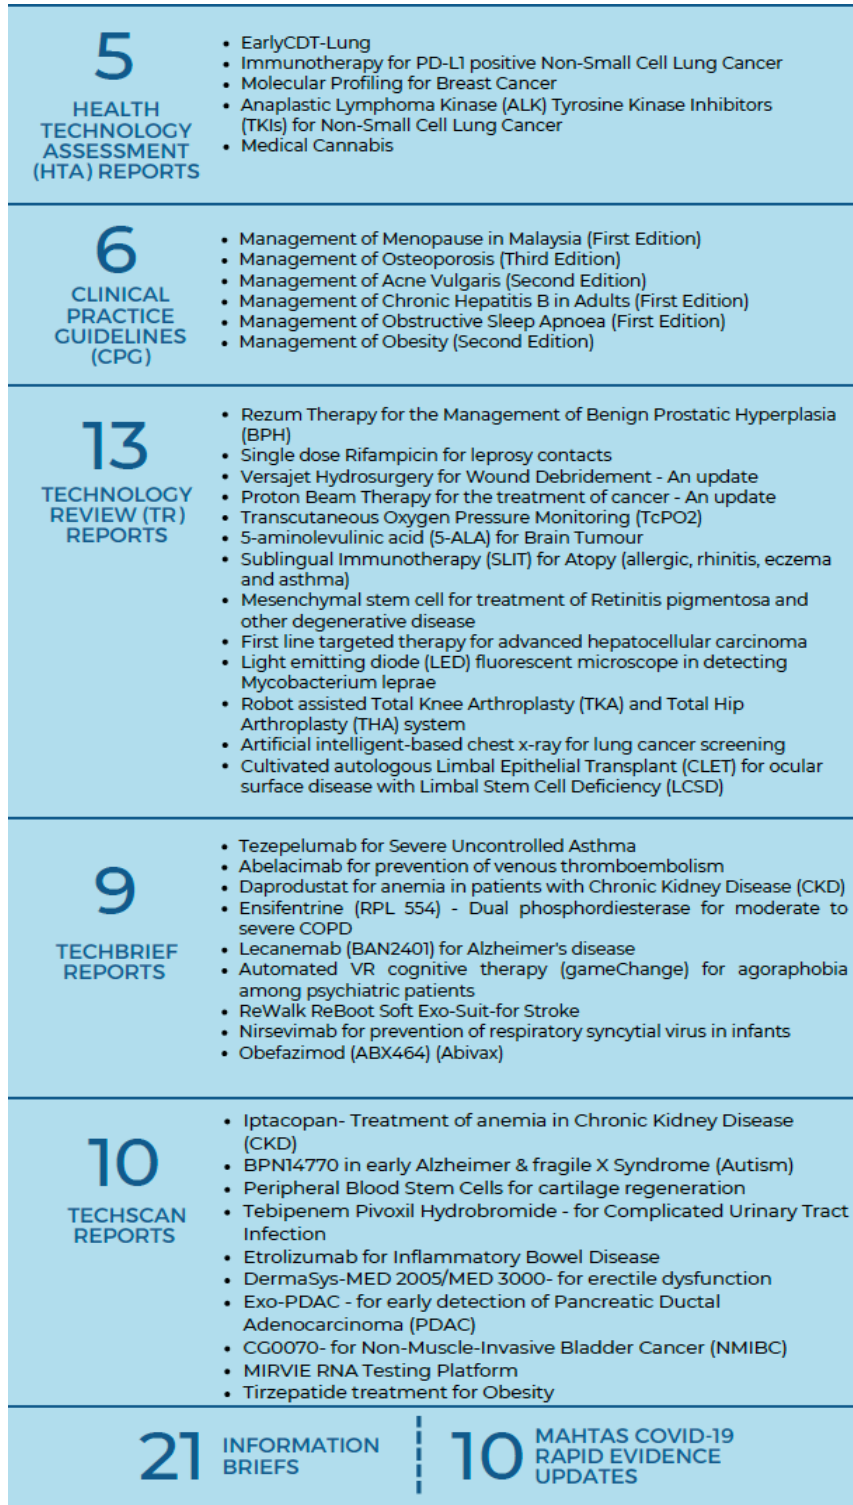 5
HEALTH
TECHNOLOGY
ASSESSMENT
(HTA) REPORTS
• EarlyCDT-Lung
• Immunotherapy for PD-L1 positive Non-Small Cell Lung Cancer
• Molecular Profiling for Breast Cancer
• Anaplastic Lymphoma Kinase (ALK) Tyrosine Kinase Inhibitors
(TKIs) for Non-Small Cell Lung Cancer
• Medical Cannabis
6
CLINICAL
PRACTICE
GUIDELINES
(CPG)
• Management of Menopause in Malaysia (First Edition)
• Management of Osteoporosis (Third Edition)
• Management of Acne Vulgaris (Second Edition)
• Management of Chronic Hepatitis B in Adults (First Edition)
• Management of Obstructive Sleep Apnoea (First Edition)
• Management of Obesity (Second Edition)
13
TECHNOLOGY
REVIEW (TR)
REPORTS
• Rezum Therapy for the Management of Benign Prostatic Hyperplasia
(BPH)
• Single dose Rifampicin for leprosy contacts
• Versajet Hydrosurgery for Wound Debridement - An update
• Proton Beam Therapy for the treatment of cancer - An update
• Transcutaneous Oxygen Pressure Monitoring (TcPO2)
• 5-aminolevulinic acid (5-ALA) for Brain Tumour
• Sublingual Immunotherapy (SLIT) for Atopy (allergic, rhinitis, eczema
and asthma)
• Mesenchymal stem cell for treatment of Retinitis pigmentosa and
other degenerative disease
• First line targeted therapy for advanced hepatocellular carcinoma
• Light emitting diode (LED) fluorescent microscope in detecting
Mycobacterium leprae
• Robot assisted Total Knee Arthroplasty (TKA) and Total Hip
Arthroplasty (THA) system
• Artificial intelligent-based chest x-ray for lung cancer screening
• Cultivated autologous Limbal Epithelial Transplant (CLET) for ocular
surface disease with Limbal Stem Cell Deficiency (LCSD)
9
TECHBRIEF
REPORTS
• Tezepelumab for Severe Uncontrolled Asthma
• Abelacimab for prevention of venous thromboembolism
• Daprodustat for anemia in patients with Chronic Kidney Disease (CKD)
• Ensifentrine (RPL 554) - Dual phosphordiesterase for moderate to
severe COPD
• Lecanemab (BAN2401) for Alzheimer's disease
• Automated VR cognitive therapy (gameChange) for agoraphobia
among psychiatric patients
• ReWalk ReBoot Soft Exo-Suit-for Stroke
• Nirsevimab for prevention of respiratory syncytial virus in infants
• Obefazimod (ABX464) (Abivax)
10
TECHSCAN
REPORTS
• Iptacopan- Treatment of anemia in Chronic Kidney Disease
(CKD)
• BPN14770 in early Alzheimer & fragile X Syndrome (Autism)
• Peripheral Blood Stem Cells for cartilage regeneration
• Tebipenem Pivoxil Hydrobromide - for Complicated Urinary Tract
Infection
• Etrolizumab for Inflammatory Bowel Disease
• DermaSys-MED 2005/MED 3000- for erectile dysfunction
• Exo-PDAC - for early detection of Pancreatic Ductal
Adenocarcinoma (PDAC)
• CG0070- for Non-Muscle-Invasive Bladder Cancer (NMIBC)
• MIRVIE RNA Testing Platform
• Tirzepatide treatment for Obesity
21
INFORMATION
BRIEFS
10
MAHTAS COVID-19
RAPID EVIDENCE
UPDATES